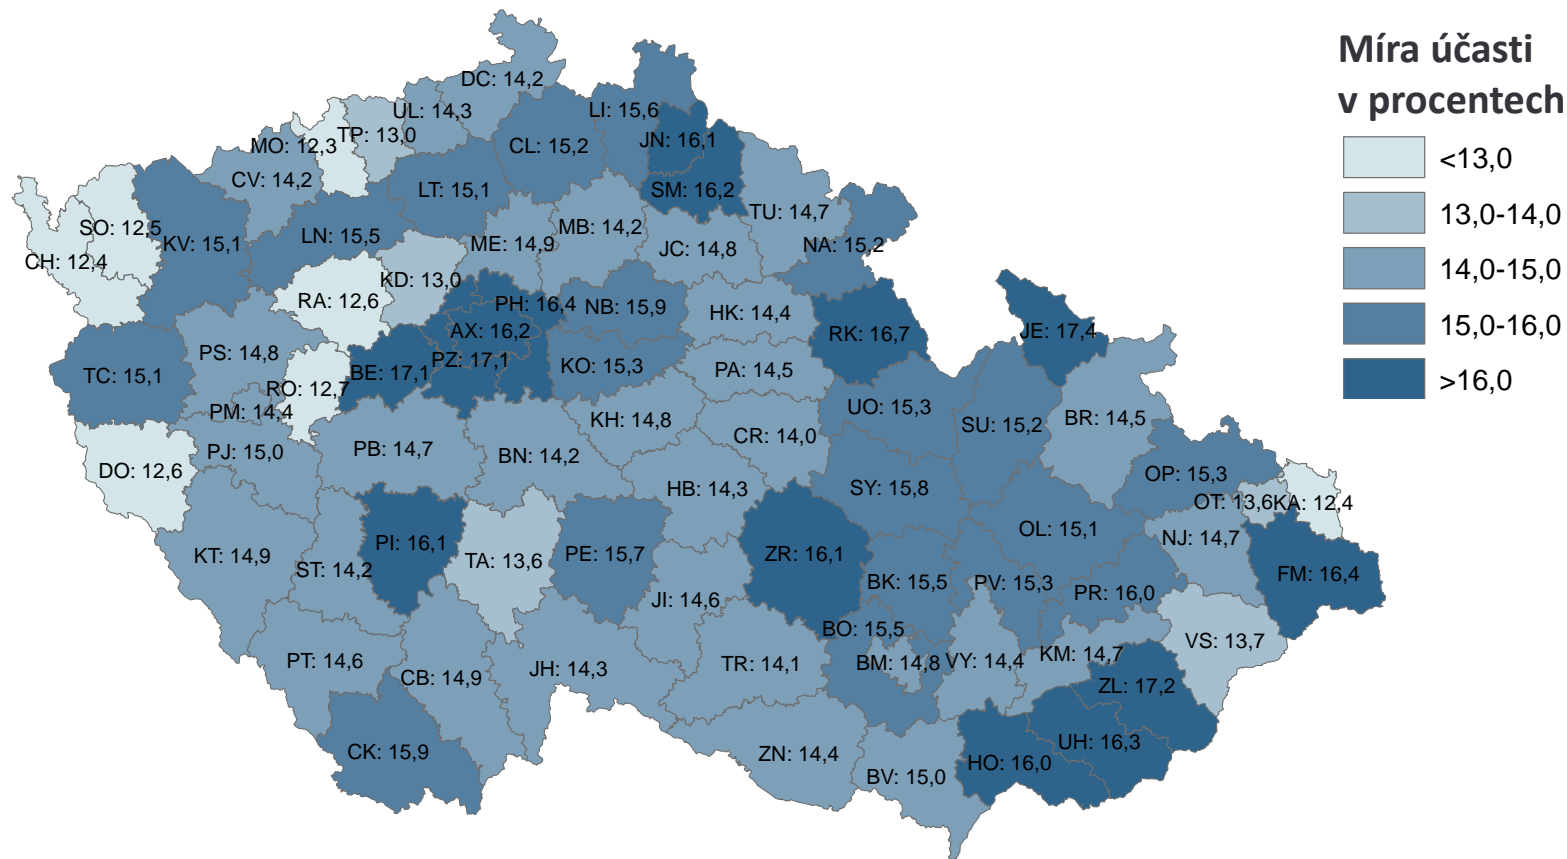 Míra účasti
v procentech
<13,0
13,0-14,0
14,0-15,0
15,0-16,0
>16,0
DC: 14,2
UL: 14,3
LI: 15,6
TP: 13,0
MO: 12,3
JN: 16,1
CL: 15,2
CV: 14,2
LT: 15,1
SM: 16,2
TU: 14,7
SO: 12,5
KV: 15,1
LN: 15,5
ME: 14,9
MB: 14,2
JC: 14,8
NA: 15,2
CH: 12,4
KD: 13,0
RA: 12,6
PH: 16,4
NB: 15,9
HK: 14,4
AX: 16,2
RK: 16,7
JE: 17,4
PS: 14,8
PZ: 17,1
BE: 17,1
KO: 15,3
PA: 14,5
TC: 15,1
RO: 12,7
PM: 14,4
UO: 15,3
KH: 14,8
SU: 15,2
BR: 14,5
CR: 14,0
PJ: 15,0
PB: 14,7
BN: 14,2
DO: 12,6
OP: 15,3
HB: 14,3
SY: 15,8
OT: 13,6
KA: 12,4
OL: 15,1
NJ: 14,7
PI: 16,1
KT: 14,9
TA: 13,6
PE: 15,7
ZR: 16,1
ST: 14,2
FM: 16,4
BK: 15,5
PV: 15,3
PR: 16,0
JI: 14,6
BO: 15,5
VS: 13,7
PT: 14,6
BM: 14,8
VY: 14,4
KM: 14,7
TR: 14,1
JH: 14,3
CB: 14,9
ZL: 17,2
UH: 16,3
CK: 15,9
ZN: 14,4
HO: 16,0
BV: 15,0